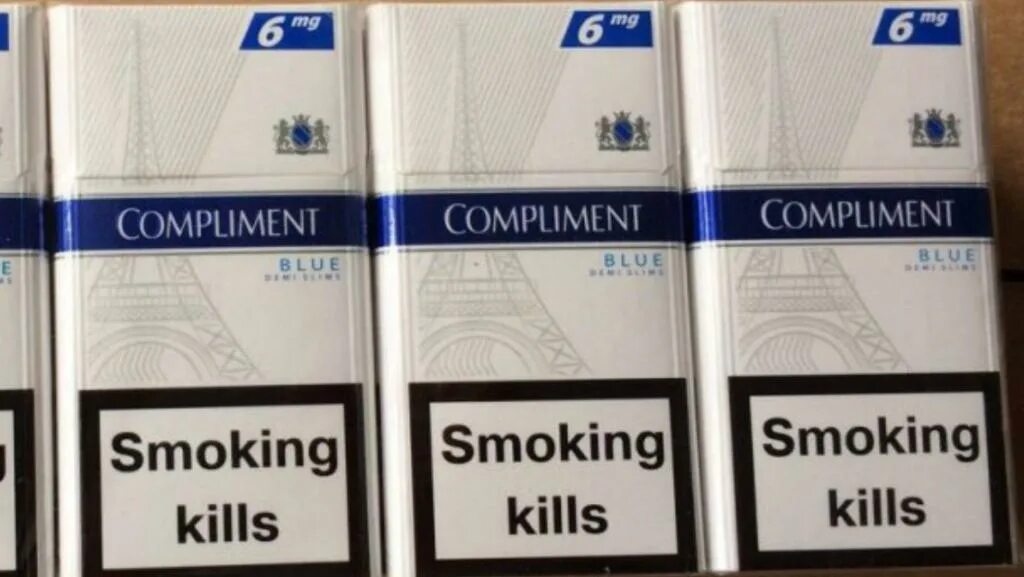 6 mg
COMPLIMENT
BLUE
DEMI SLIMS
Smoking
kills
6 mg
COMPLIMENT
BLUE
DEMI SLIMS
Smoking
kills
6 mg
COMPLIMENT
BLUE
DEMI SLIMS
Smoking
kills